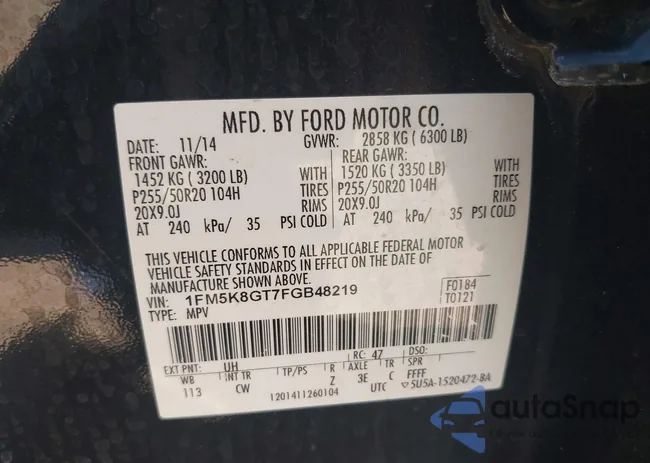 MFD. BY FORD MOTOR CO.
DATE: 11/14 GVWR: 2858 KG ( 6300 LB)
FRONT GAWR: REAR GAWR:
1452 KG ( 3200 LB) WITH 1520 KG ( 3350 LB) WITH
P255/50R20 104H TIRES P255/50R20 104H TIRES
20X9.0J RIMS 20X9.0J RIMS
AT 240 kPa/ 35 PSI COLD AT 240 kPa/ 35 PSI COLD
THIS VEHICLE CONFORMS TO ALL APPLICABLE FEDERAL MOTOR
VEHICLE SAFETY STANDARDS IN EFFECT ON THE DATE OF
MANUFACTURE SHOWN ABOVE.
VIN: 1FM5K8GT7FGB48219 F0184
TYPE: MPV T0121
EXT PNT: UH RC: 47 DSO:
WB INT TR TP/PS R AXLE TR SPR
113 CW Z 3E C FFFF
1201411260104 UTC ▽5U5A-1520472-BA
autoSnap